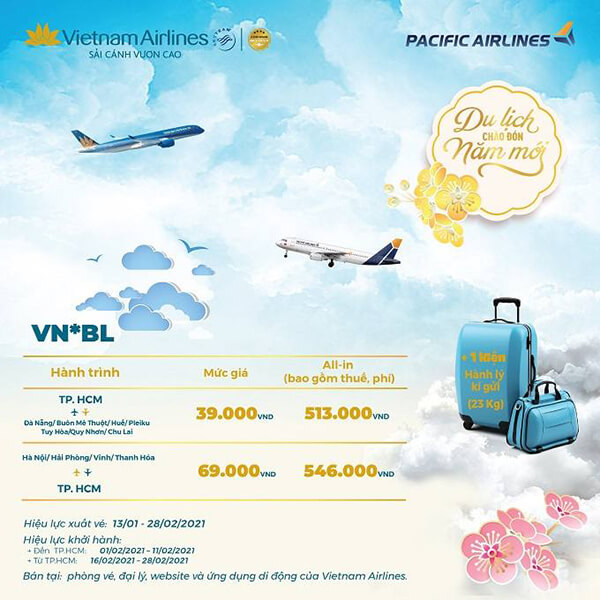 Vietnam Airlines
SẢI CÁNH VƯƠN CAO
PACIFIC AIRLINES
Du lịch
CHÀO ĐÓN
Năm mới
VN*BL
Hành trình
Mức giá
All-in
(bao gồm thuế, phí)
TP. HCM
Đà Nẵng/ Buôn Mê Thuột/ Huế/ Pleiku
Tuy Hòa/Quy Nhơn/ Chu Lai
39.000VND
513.000VND
Hà Nội/ Hải Phòng/ Vinh/ Thanh Hóa
TP. HCM
69.000VND
546.000VND
+ 1 kiện
Hành lý
kí gửi
(23 Kg)
Hiệu lực xuất vé: 13/01 - 28/02/2021
Hiệu lực khởi hành:
+ Đến TP.HCM: 01/02/2021 - 11/02/2021
+ Từ TP.HCM: 16/02/2021 - 28/02/2021
Bán tại: phòng vé, đại lý, website và ứng dụng di động của Vietnam Airlines.